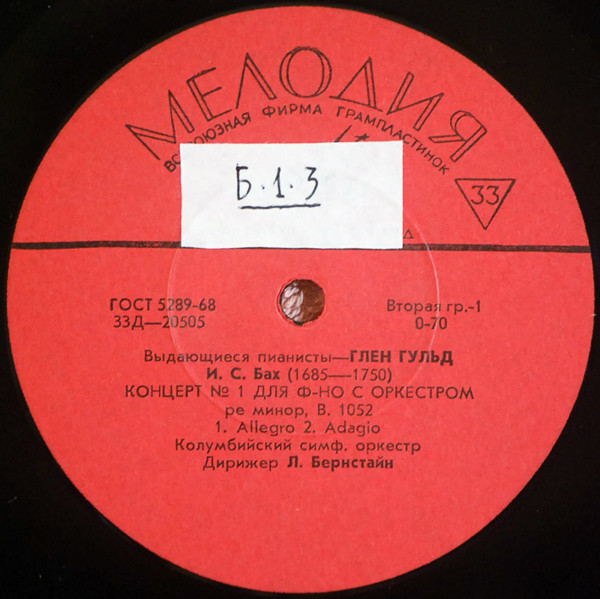 МЕЛОДИЯ
ВСЕСОЮЗНАЯ ФИРМА ГРАМПЛАСТИНОК
Б.1.3
33
ГОСТ 5289-68
33Д—20505
Вторая гр.-1
0-70
Выдающиеся пианисты—ГЛЕН ГУЛЬД
И. С. Бах (1685—1750)
КОНЦЕРТ № 1 ДЛЯ Ф-НО С ОРКЕСТРОМ
ре минор, В. 1052
1. Allegro 2. Adagio
Колумбийский симф. оркестр
Дирижер Л. Бернстайн